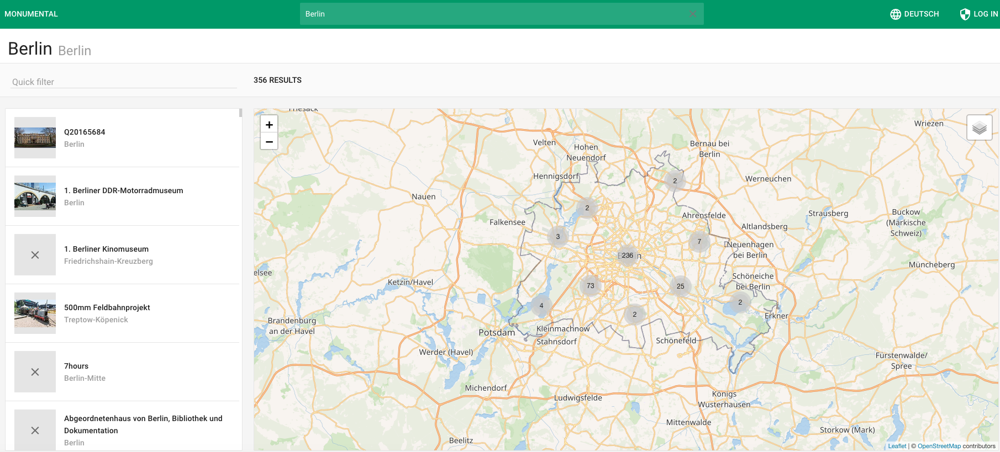 MONUMENTAL
Berlin
DEUTSCH
LOG IN
Berlin Berlin
Quick filter
356 RESULTS
Q20165684
Berlin
1. Berliner DDR-Motorradmuseum
Berlin
1. Berliner Kinomuseum
Friedrichshain-Kreuzberg
500mm Feldbahnprojekt
Treptow-Köpenick
7hours
Berlin-Mitte
Abgeordnetenhaus von Berlin, Bibliothek und
Dokumentation
Berlin
+
−
Wriezen
Velten
Hohen
Neuendorf
Bernau bei
Berlin
Hennigsdorf
2
Werneuchen
Nauen
2
Ahrensfelde
Strausberg
Buckow
(Märkische
Schweiz)
Falkensee
Altlandsberg
3
7
Neuenhagen
bei Berlin
236
Müncheberg
elsee
Ketzin/Havel
Schöneiche
bei Berlin
73
25
4
2
2
Erkner
Brandenburg
an der Havel
Potsdam
Kleinmachnow
Stahnsdorf
Schönefeld
Werder (Havel)
Fürstenwalde/
Spree
Michendorf
Ludwigsfelde
Königs
Wusterhausen
Mittenwalde
Storkow (Mark)
Beelitz
Leaflet | © OpenStreetMap contributors